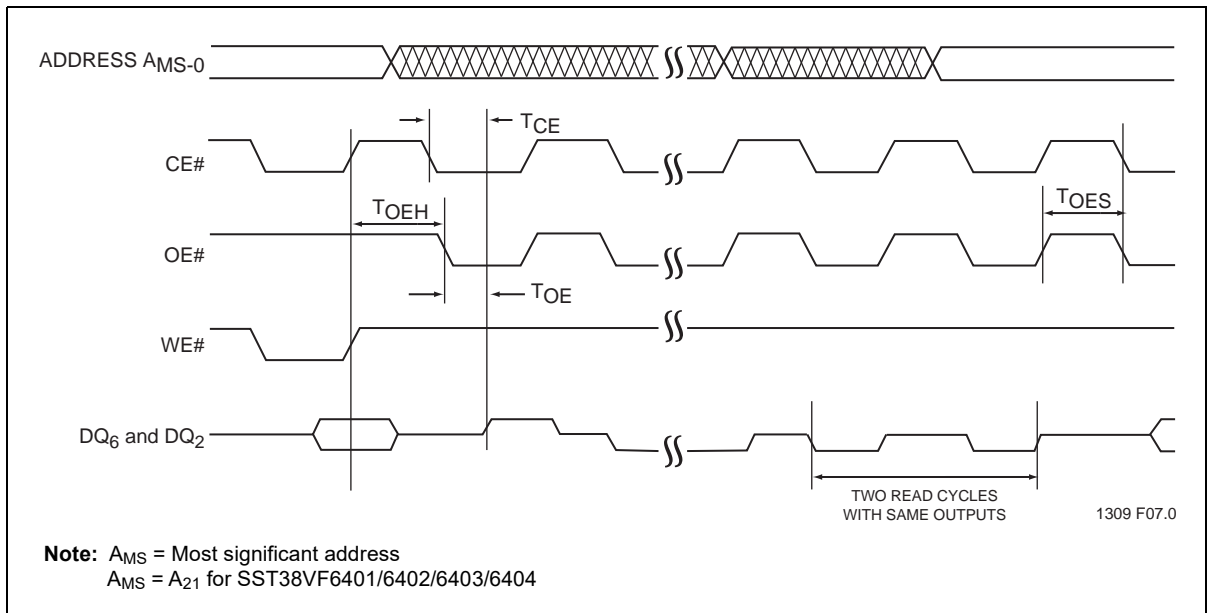 ADDRESS AMS-0
TCE
CE#
TOEH
TOES
OE#
TOE
WE#
DQ6 and DQ2
TWO READ CYCLES
WITH SAME OUTPUTS
1309 F07.0
Note: AMS = Most significant address
AMS = A21 for SST38VF6401/6402/6403/6404